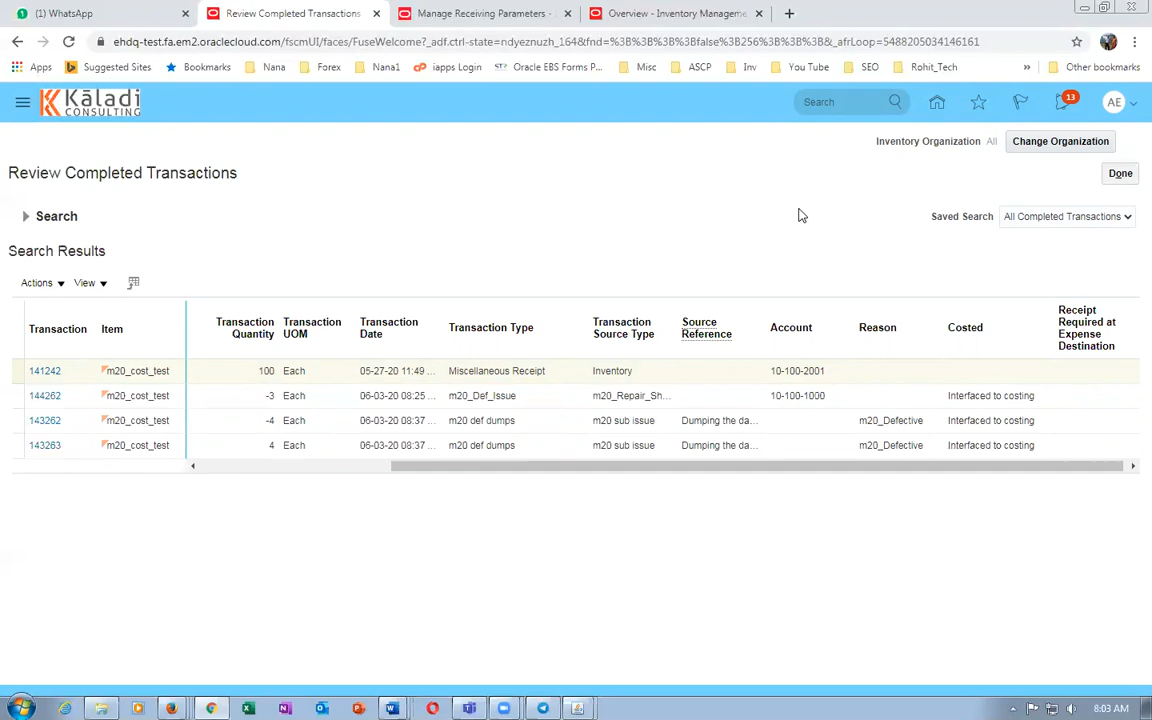 (1) WhatsApp
Review Completed Transactions
Manage Receiving Parameters -
Overview - Inventory Manageme
ehdq-test.fa.em2.oraclecloud.com/fscmUI/faces/FuseWelcome?_adf.ctrl-state=ndyeznuzh_164&fnd=%3B%3B%3B%3Bfalse%3B256%3B%3B%3B&_afrLoop=5488205034146161
Apps
Suggested Sites
Bookmarks
Nana
Forex
Nana1
iapps Login
Oracle EBS Forms P...
Misc
ASCP
Inv
You Tube
SEO
Rohit_Tech
»
Other bookmarks
Kāladi
CONSULTING
Search
13
AE
Inventory Organization All
Change Organization
Review Completed Transactions
Done
Search
Saved Search
All Completed Transactions
Search Results
Actions
View
Transaction
Item
Transaction Quantity
Transaction UOM
Transaction Date
Transaction Type
Transaction Source Type
Source Reference
Account
Reason
Costed
Receipt Required at Expense Destination
141242 m20_cost_test 100 Each 05-27-20 11:49 ... Miscellaneous Receipt Inventory 10-100-2001
144262 m20_cost_test -3 Each 06-03-20 08:25 ... m20_Def_Issue m20_Repair_Sh... 10-100-1000 Interfaced to costing
143262 m20_cost_test -4 Each 06-03-20 08:37 ... m20 def dumps m20 sub issue Dumping the da... m20_Defective Interfaced to costing
143263 m20_cost_test 4 Each 06-03-20 08:37 ... m20 def dumps m20 sub issue Dumping the da... m20_Defective Interfaced to costing
6:03 AM